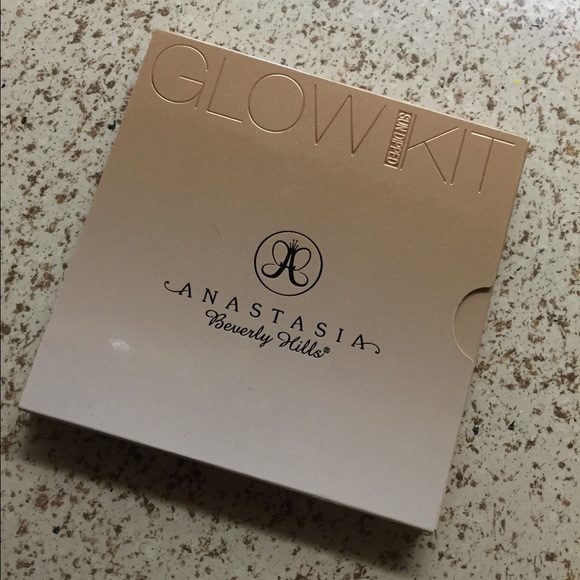 GLOW KIT
SUN DIPPED
A
ANASTASIA
Beverly Hills®